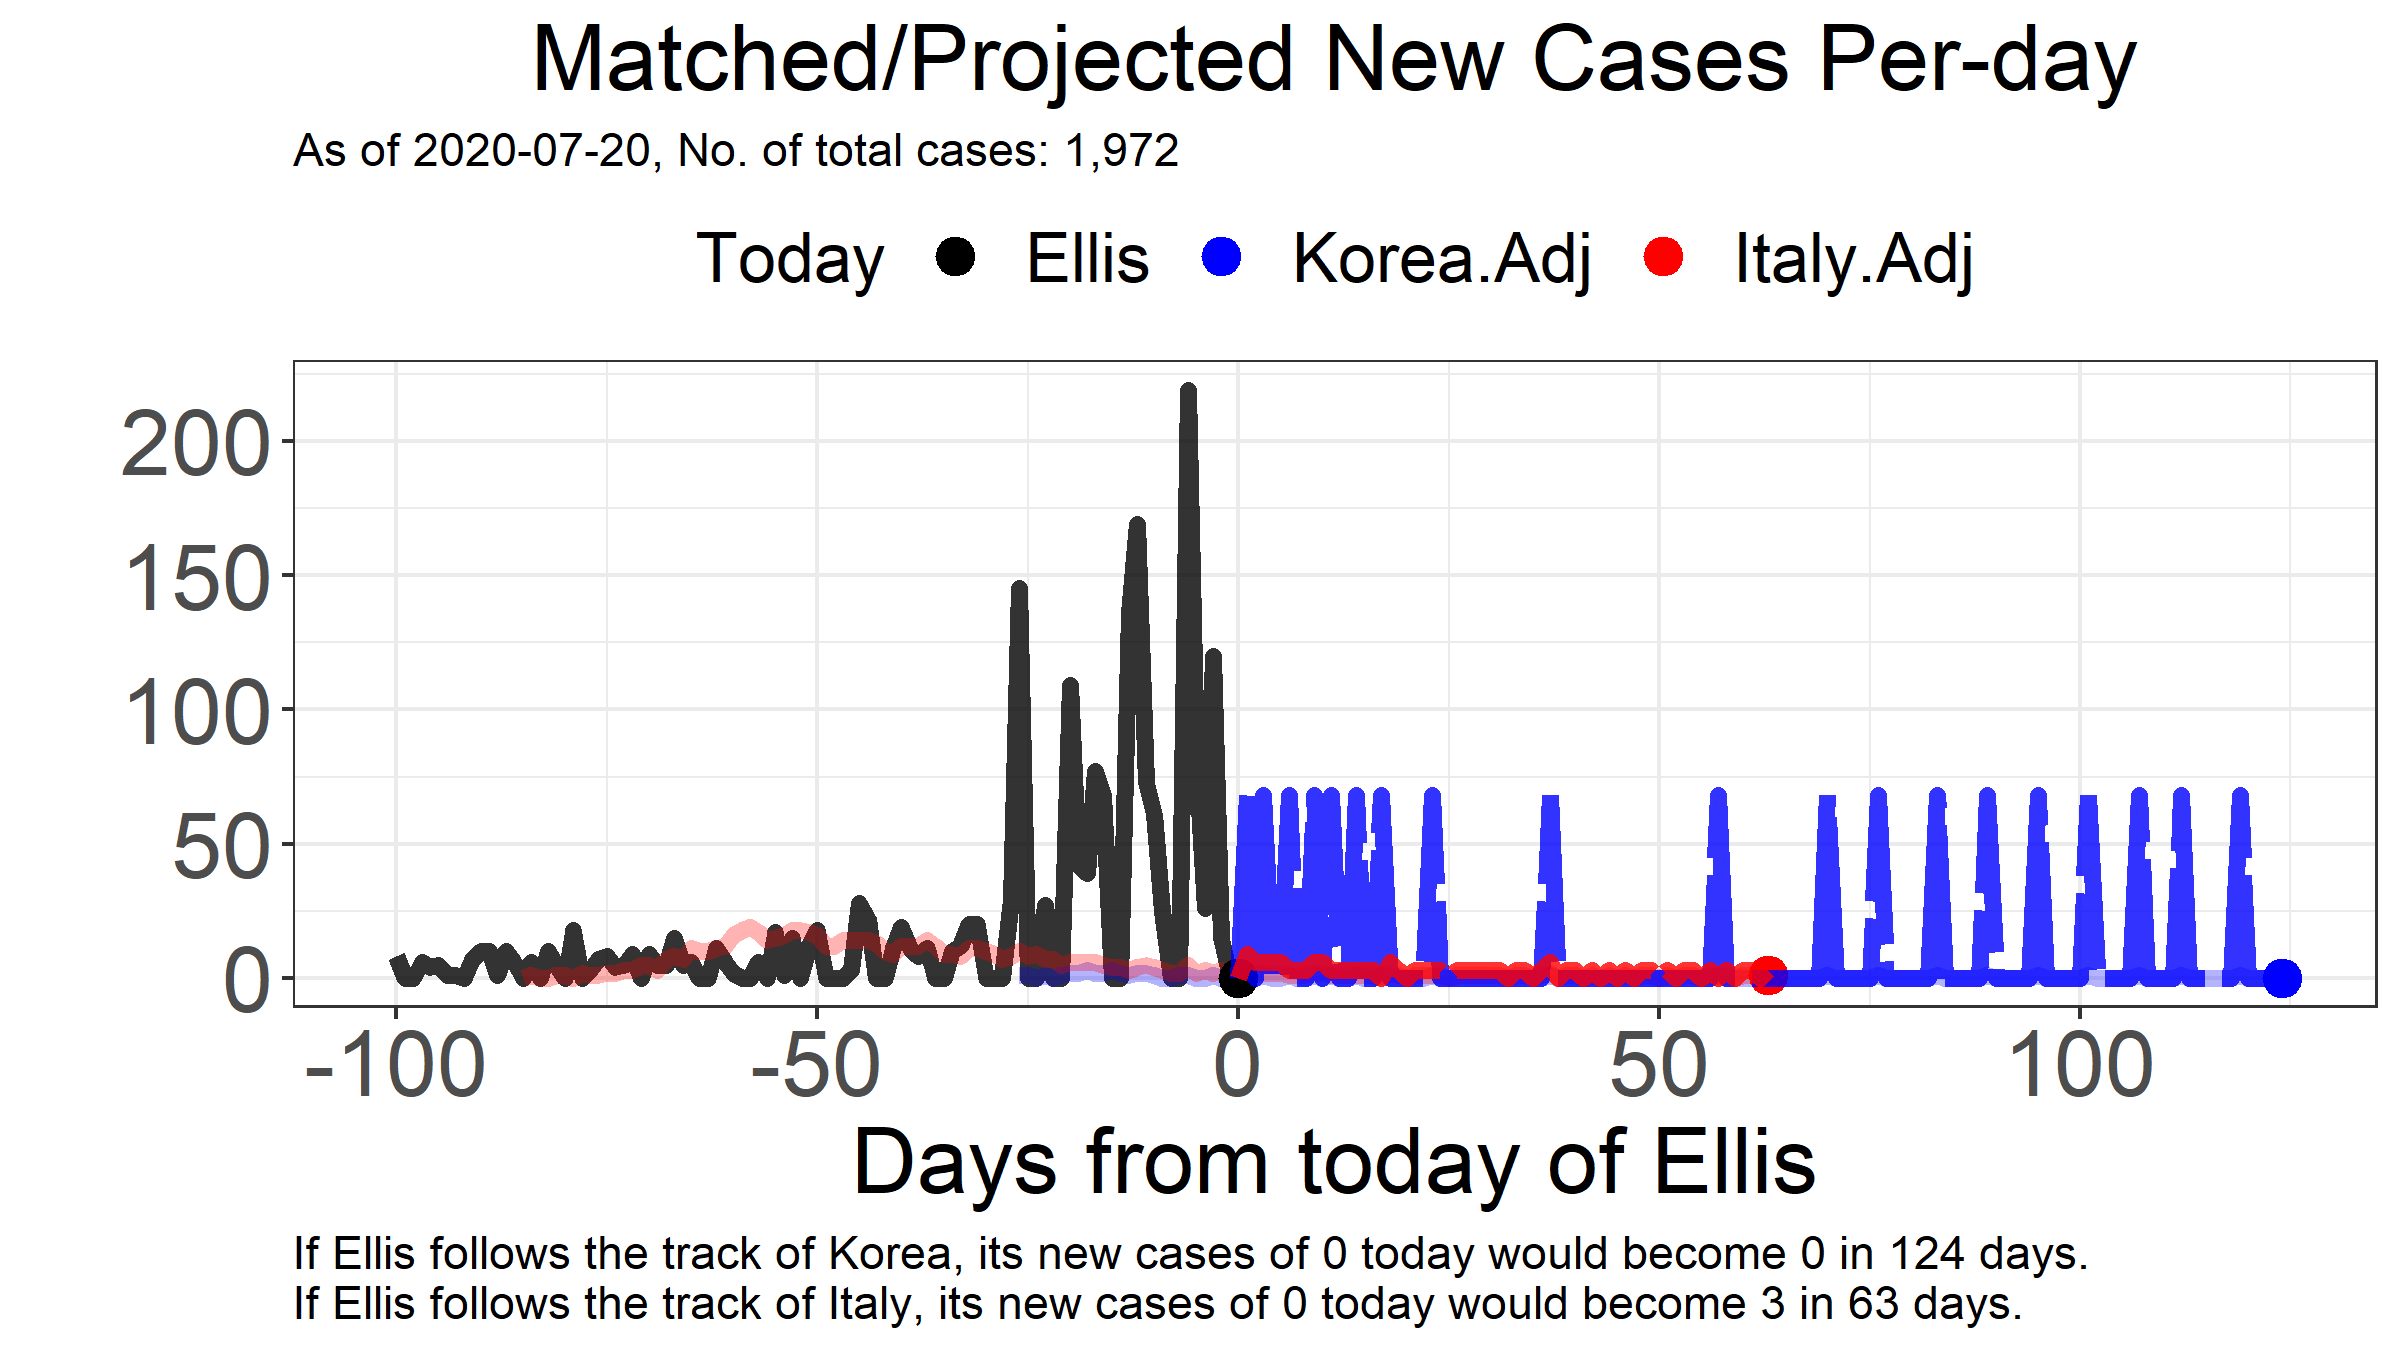 Matched/Projected New Cases Per-day
As of 2020-07-20, No. of total cases: 1,972
Today Ellis Korea.Adj Italy.Adj
200
150
100
50
0
-100 -50 0 50 100
Days from today of Ellis
If Ellis follows the track of Korea, its new cases of 0 today would become 0 in 124 days.
If Ellis follows the track of Italy, its new cases of 0 today would become 3 in 63 days.